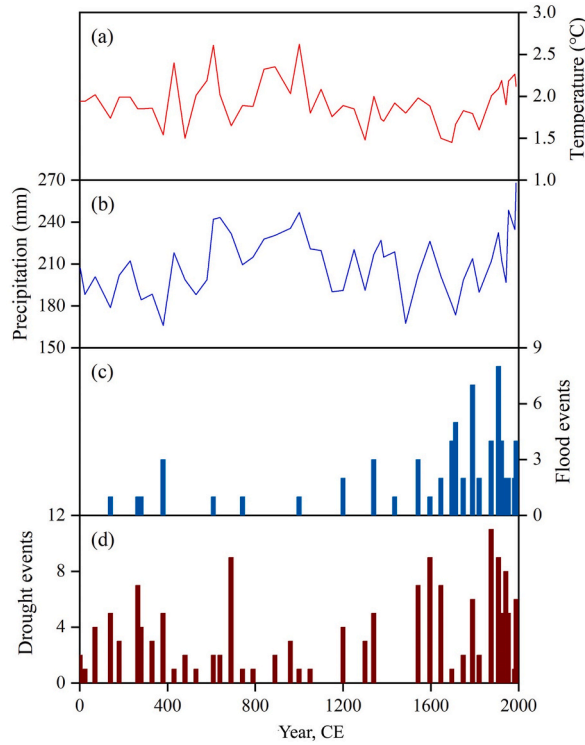 (a)
3.0
2.5
2.0
1.5
1.0
Temperature (℃)
(b)
270
240
210
180
150
Precipitation (mm)
(c)
9
6
3
0
Flood events
(d)
12
8
4
0
Drought events
0 400 800 1200 1600 2000
Year, CE